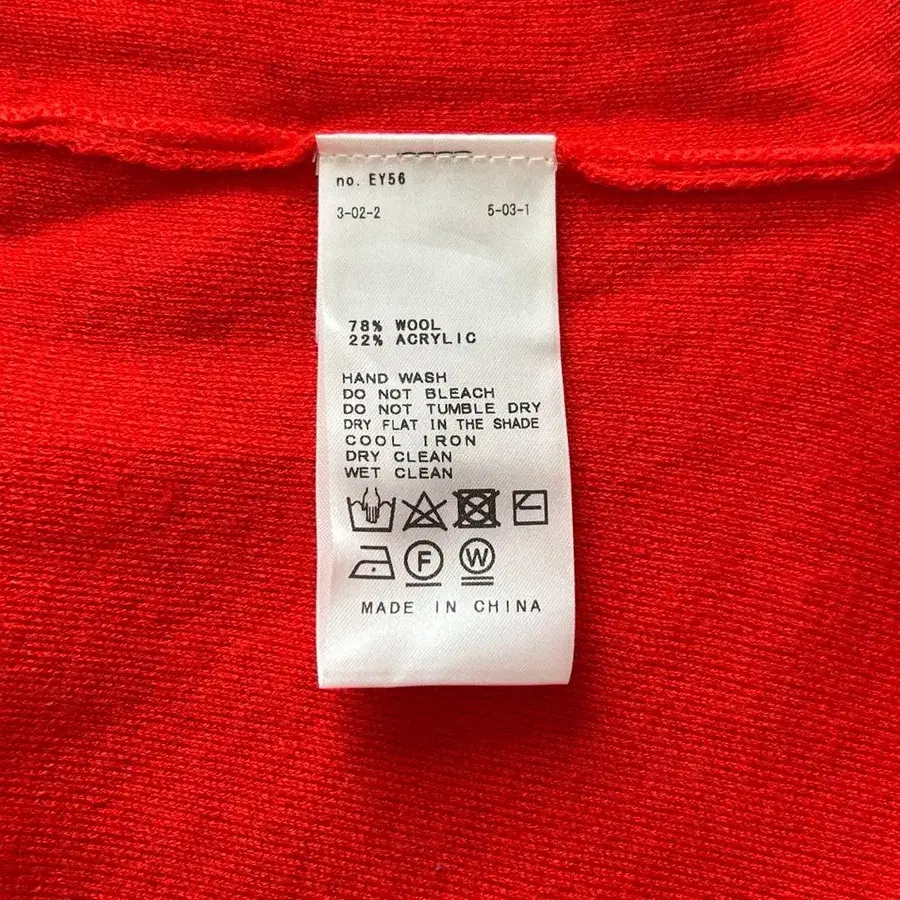 no. EY56
3-02-2 5-03-1
78% WOOL
22% ACRYLIC
HAND WASH
DO NOT BLEACH
DO NOT TUMBLE DRY
DRY FLAT IN THE SHADE
COOL IRON
DRY CLEAN
WET CLEAN
F W
MADE IN CHINA